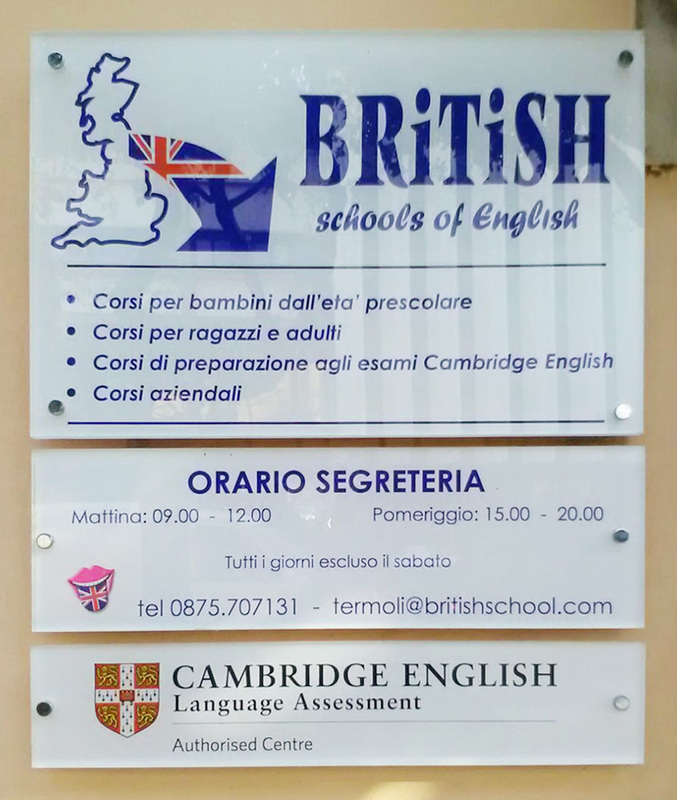 BRiTiSH
schools of English
• Corsi per bambini dall'eta' prescolare
• Corsi per ragazzi e adulti
• Corsi di preparazione agli esami Cambridge English
• Corsi aziendali
ORARIO SEGRETERIA
Mattina: 09.00 - 12.00 Pomeriggio: 15.00 - 20.00
Tutti i giorni escluso il sabato
tel 0875.707131 - termoli@britishschool.com
CAMBRIDGE ENGLISH
Language Assessment
Authorised Centre